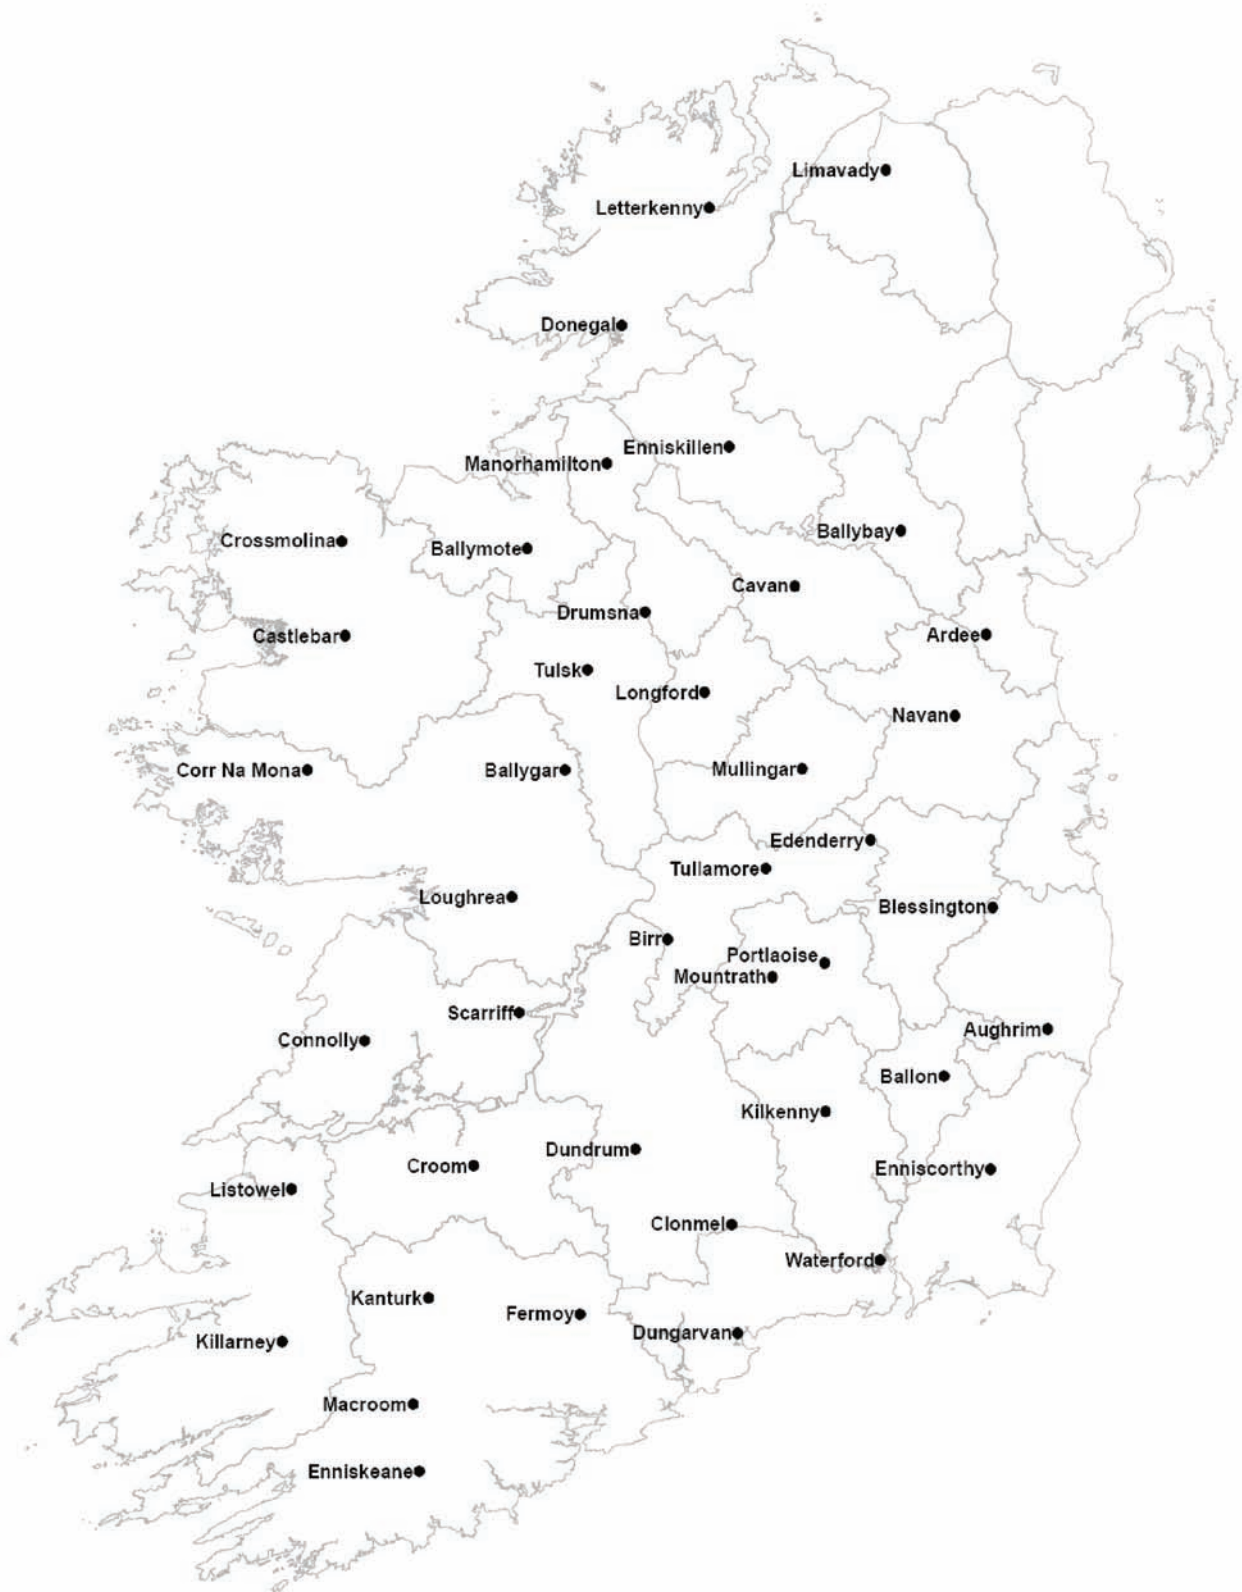 Limavady
Letterkenny
Donegal
Enniskillen
Manorhamilton
Ballybay
Crossmolina
Ballymote
Cavan
Drumsna
Castlebar
Ardee
Tulsk
Longford
Navan
Corr Na Mona
Ballygar
Mullingar
Edenderry
Tullamore
Loughrea
Blessington
Birr
Portlaoise
Mountrath
Scarriff
Aughrim
Connolly
Ballon
Kilkenny
Dundrum
Croom
Enniscorthy
Listowel
Clonmel
Waterford
Kanturk
Fermoy
Dungarvan
Killarney
Macroom
Enniskeane